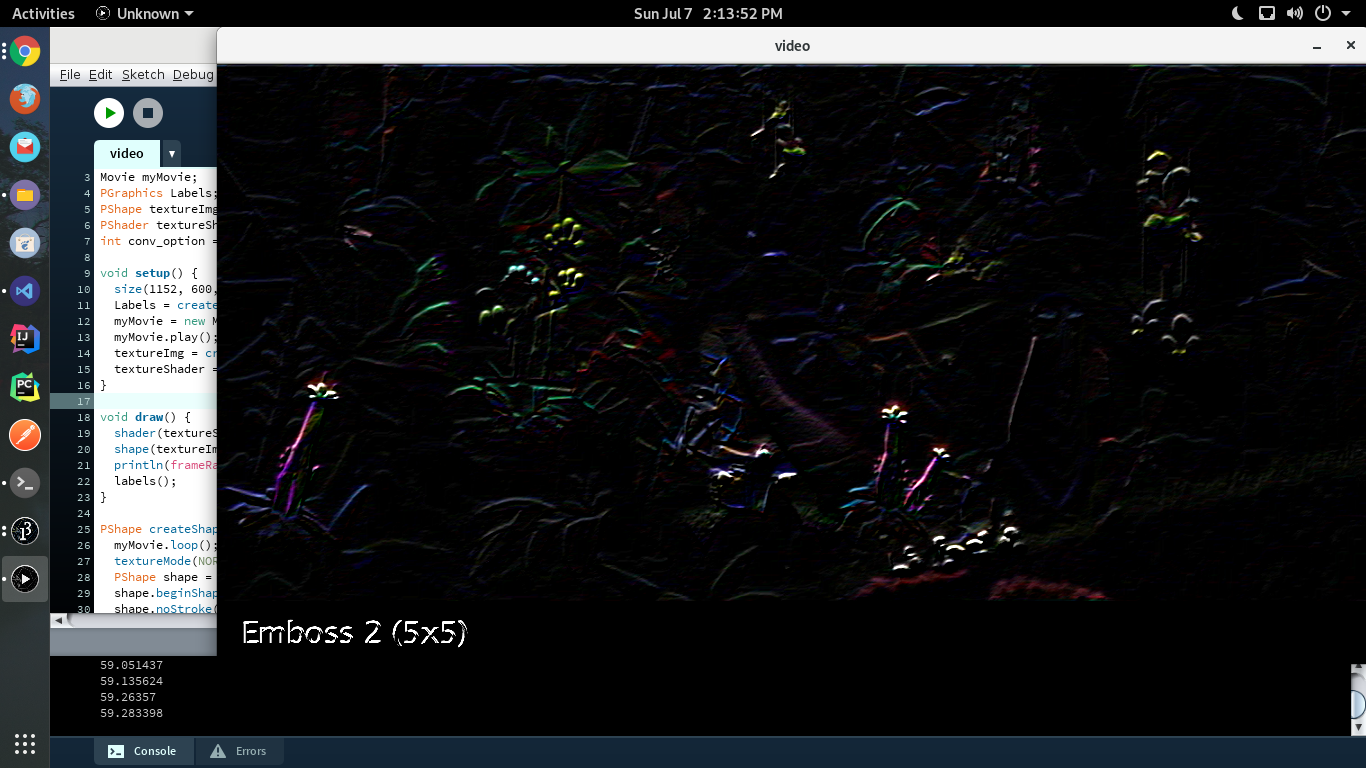 Activities Unknown Sun Jul 7 2:13:52 PM
video
File Edit Sketch Debug
video
3 Movie myMovie;
4 PGraphics Labels;
5 PShape textureImg
6 PShader textureSh
7 int conv_option =
8
9 void setup() {
10 size(1152, 600,
11 Labels = create
12 myMovie = new M
13 myMovie.play();
14 textureImg = cr
15 textureShader =
16 }
17
18 void draw() {
19 shader(textureS
20 shape(textureIm
21 println(frameRa
22 labels();
23 }
24
25 PShape createShap
26 myMovie.loop();
27 textureMode(NOR
28 PShape shape =
29 shape.beginShap
30 shape.noStroke(
Emboss 2 (5x5)
59.051437
59.135624
59.26357
59.283398
Console Errors